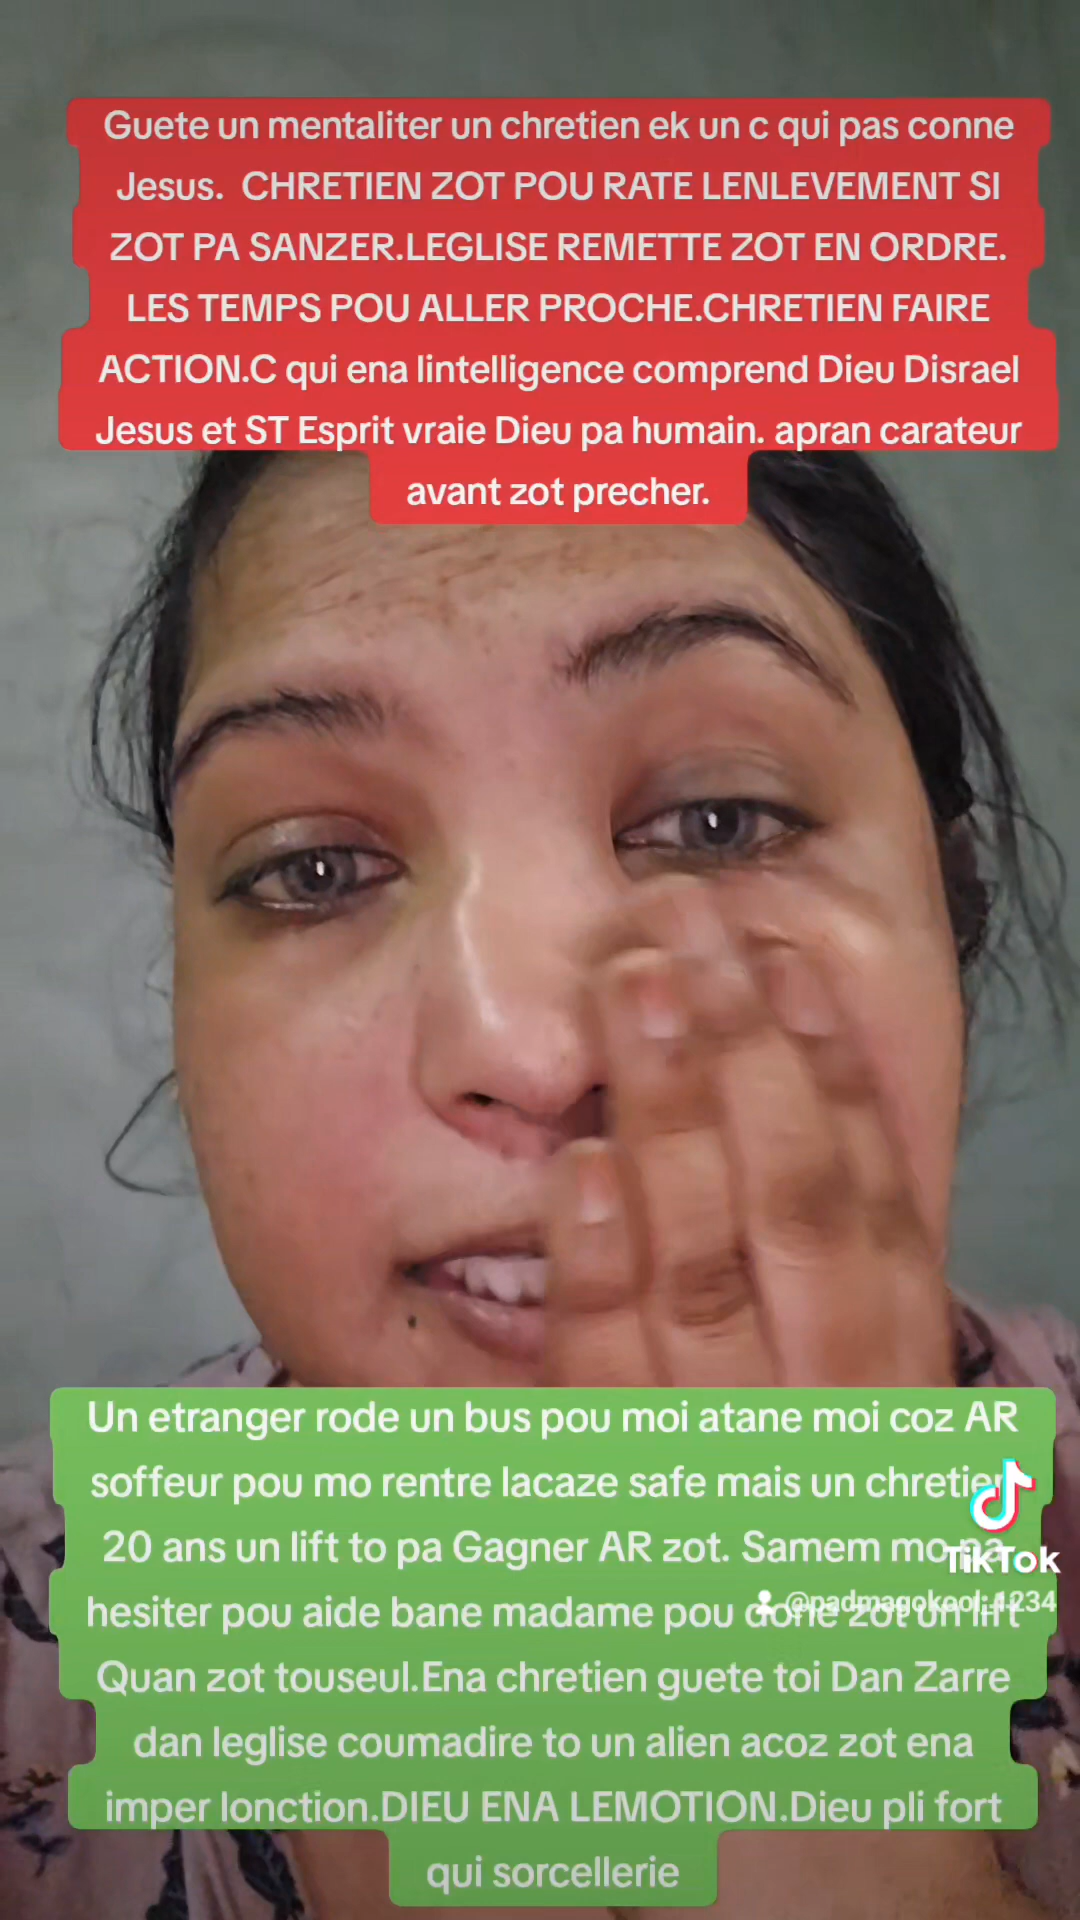 Guete un mentaliter un chretien ek un c qui pas conne
Jesus. CHRETIEN ZOT POU RATE LENLEVEMENT SI
ZOT PA SANZER.LEGLISE REMETTE ZOT EN ORDRE.
LES TEMPS POU ALLER PROCHE.CHRETIEN FAIRE
ACTION.C qui ena lintelligence comprend Dieu Disrael
Jesus et ST Esprit vraie Dieu pa humain. apran carateur
avant zot precher.
Un etranger rode un bus pou moi atane moi coz AR
soffeur pou mo rentre lacaze safe mais un chretien
20 ans un lift to pa Gagner AR zot. Samem mo pa
TikTok
hesiter pou aide bane madame pou done zot un lift
@padmagokool_1234
Quan zot touseul.Ena chretien guete toi Dan Zarre
dan leglise coumadire to un alien acoz zot ena
imper lonction.DIEU ENA LEMOTION.Dieu pli fort
qui sorcellerie